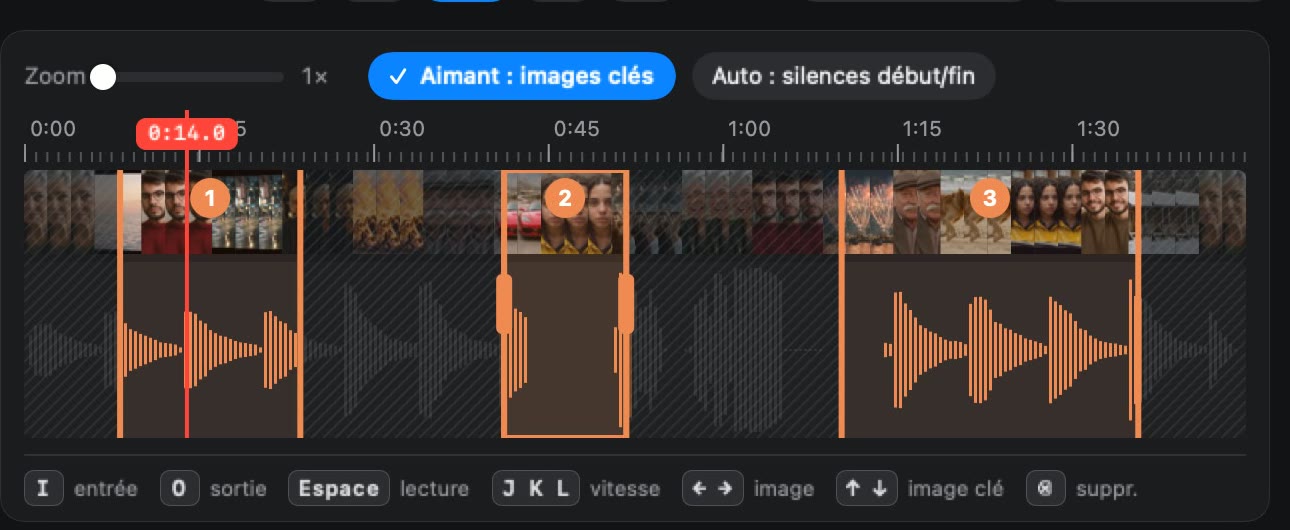 Zoom 1× ✓ Aimant : images clés Auto : silences début/fin
0:00 0:14.0 5 0:30 0:45 1:00 1:15 1:30
1 2 3
I entrée O sortie Espace lecture J K L vitesse ← → image ↑ ↓ image clé ⌫ suppr.